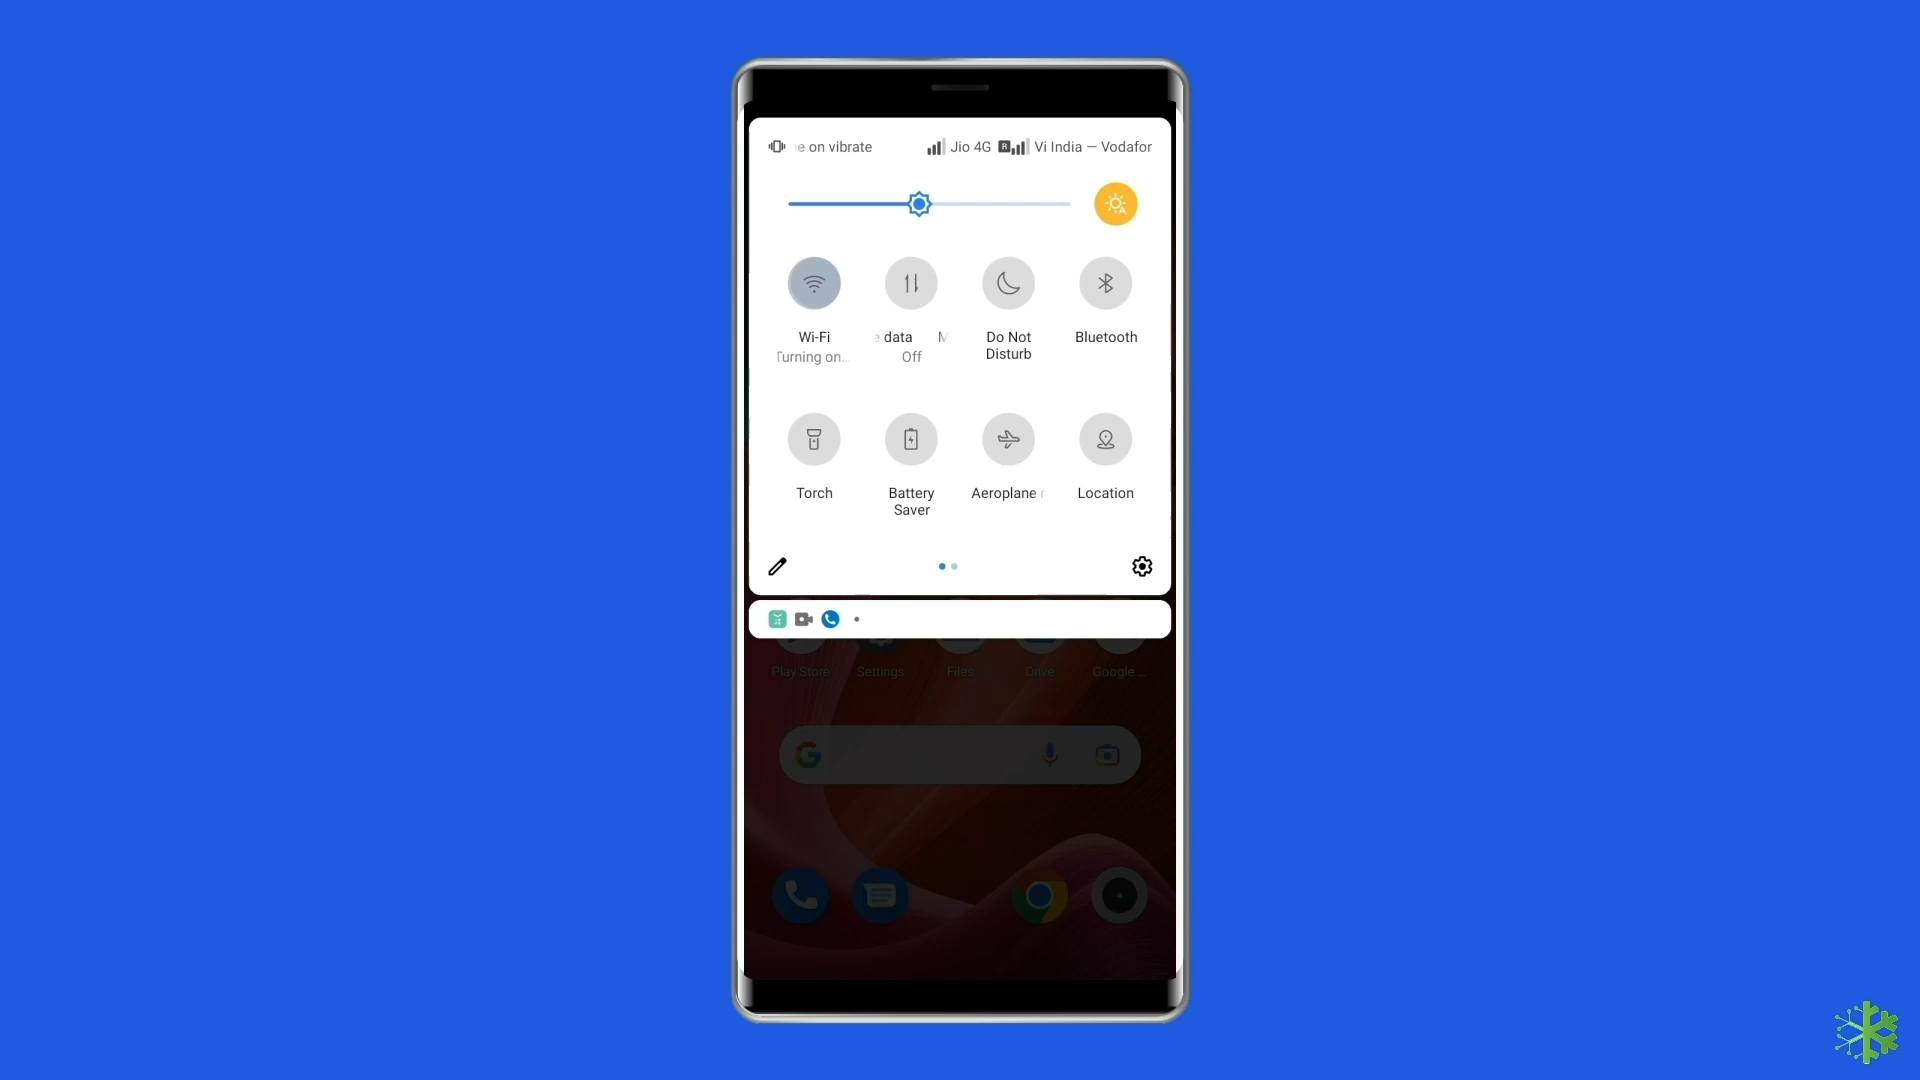 e on vibrate Jio 4G R Vi India — Vodafor
Wi-Fi
Turning on...
e data M
Off
Do Not
Disturb
Bluetooth
Torch
Battery
Saver
Aeroplane
Location
Play Store Settings Files Drive Google ...